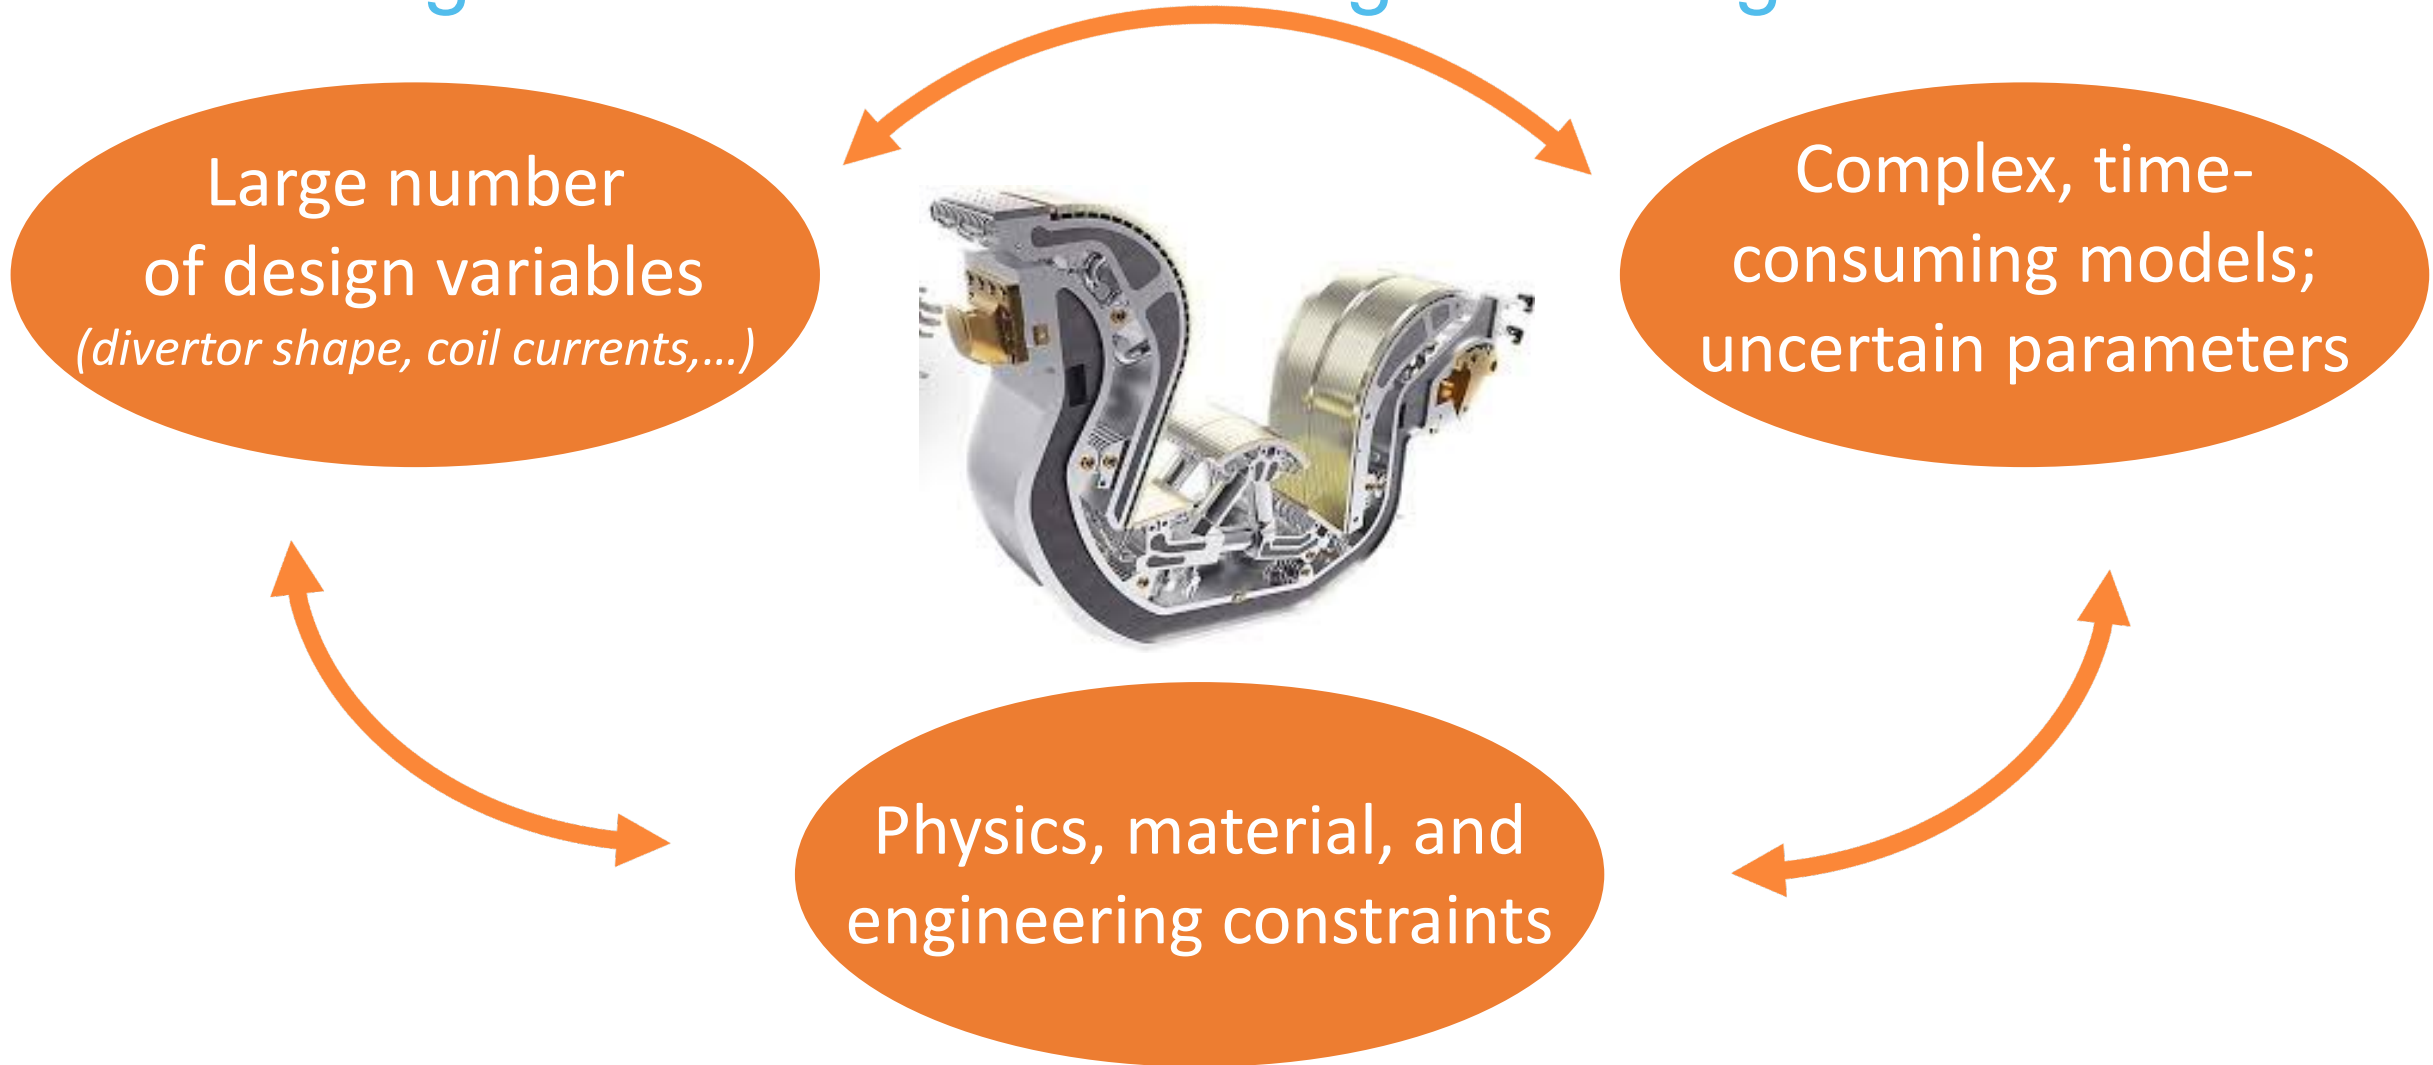 Large number
of design variables
(divertor shape, coil currents,...)
Complex, time-
consuming models;
uncertain parameters
Physics, material, and
engineering constraints